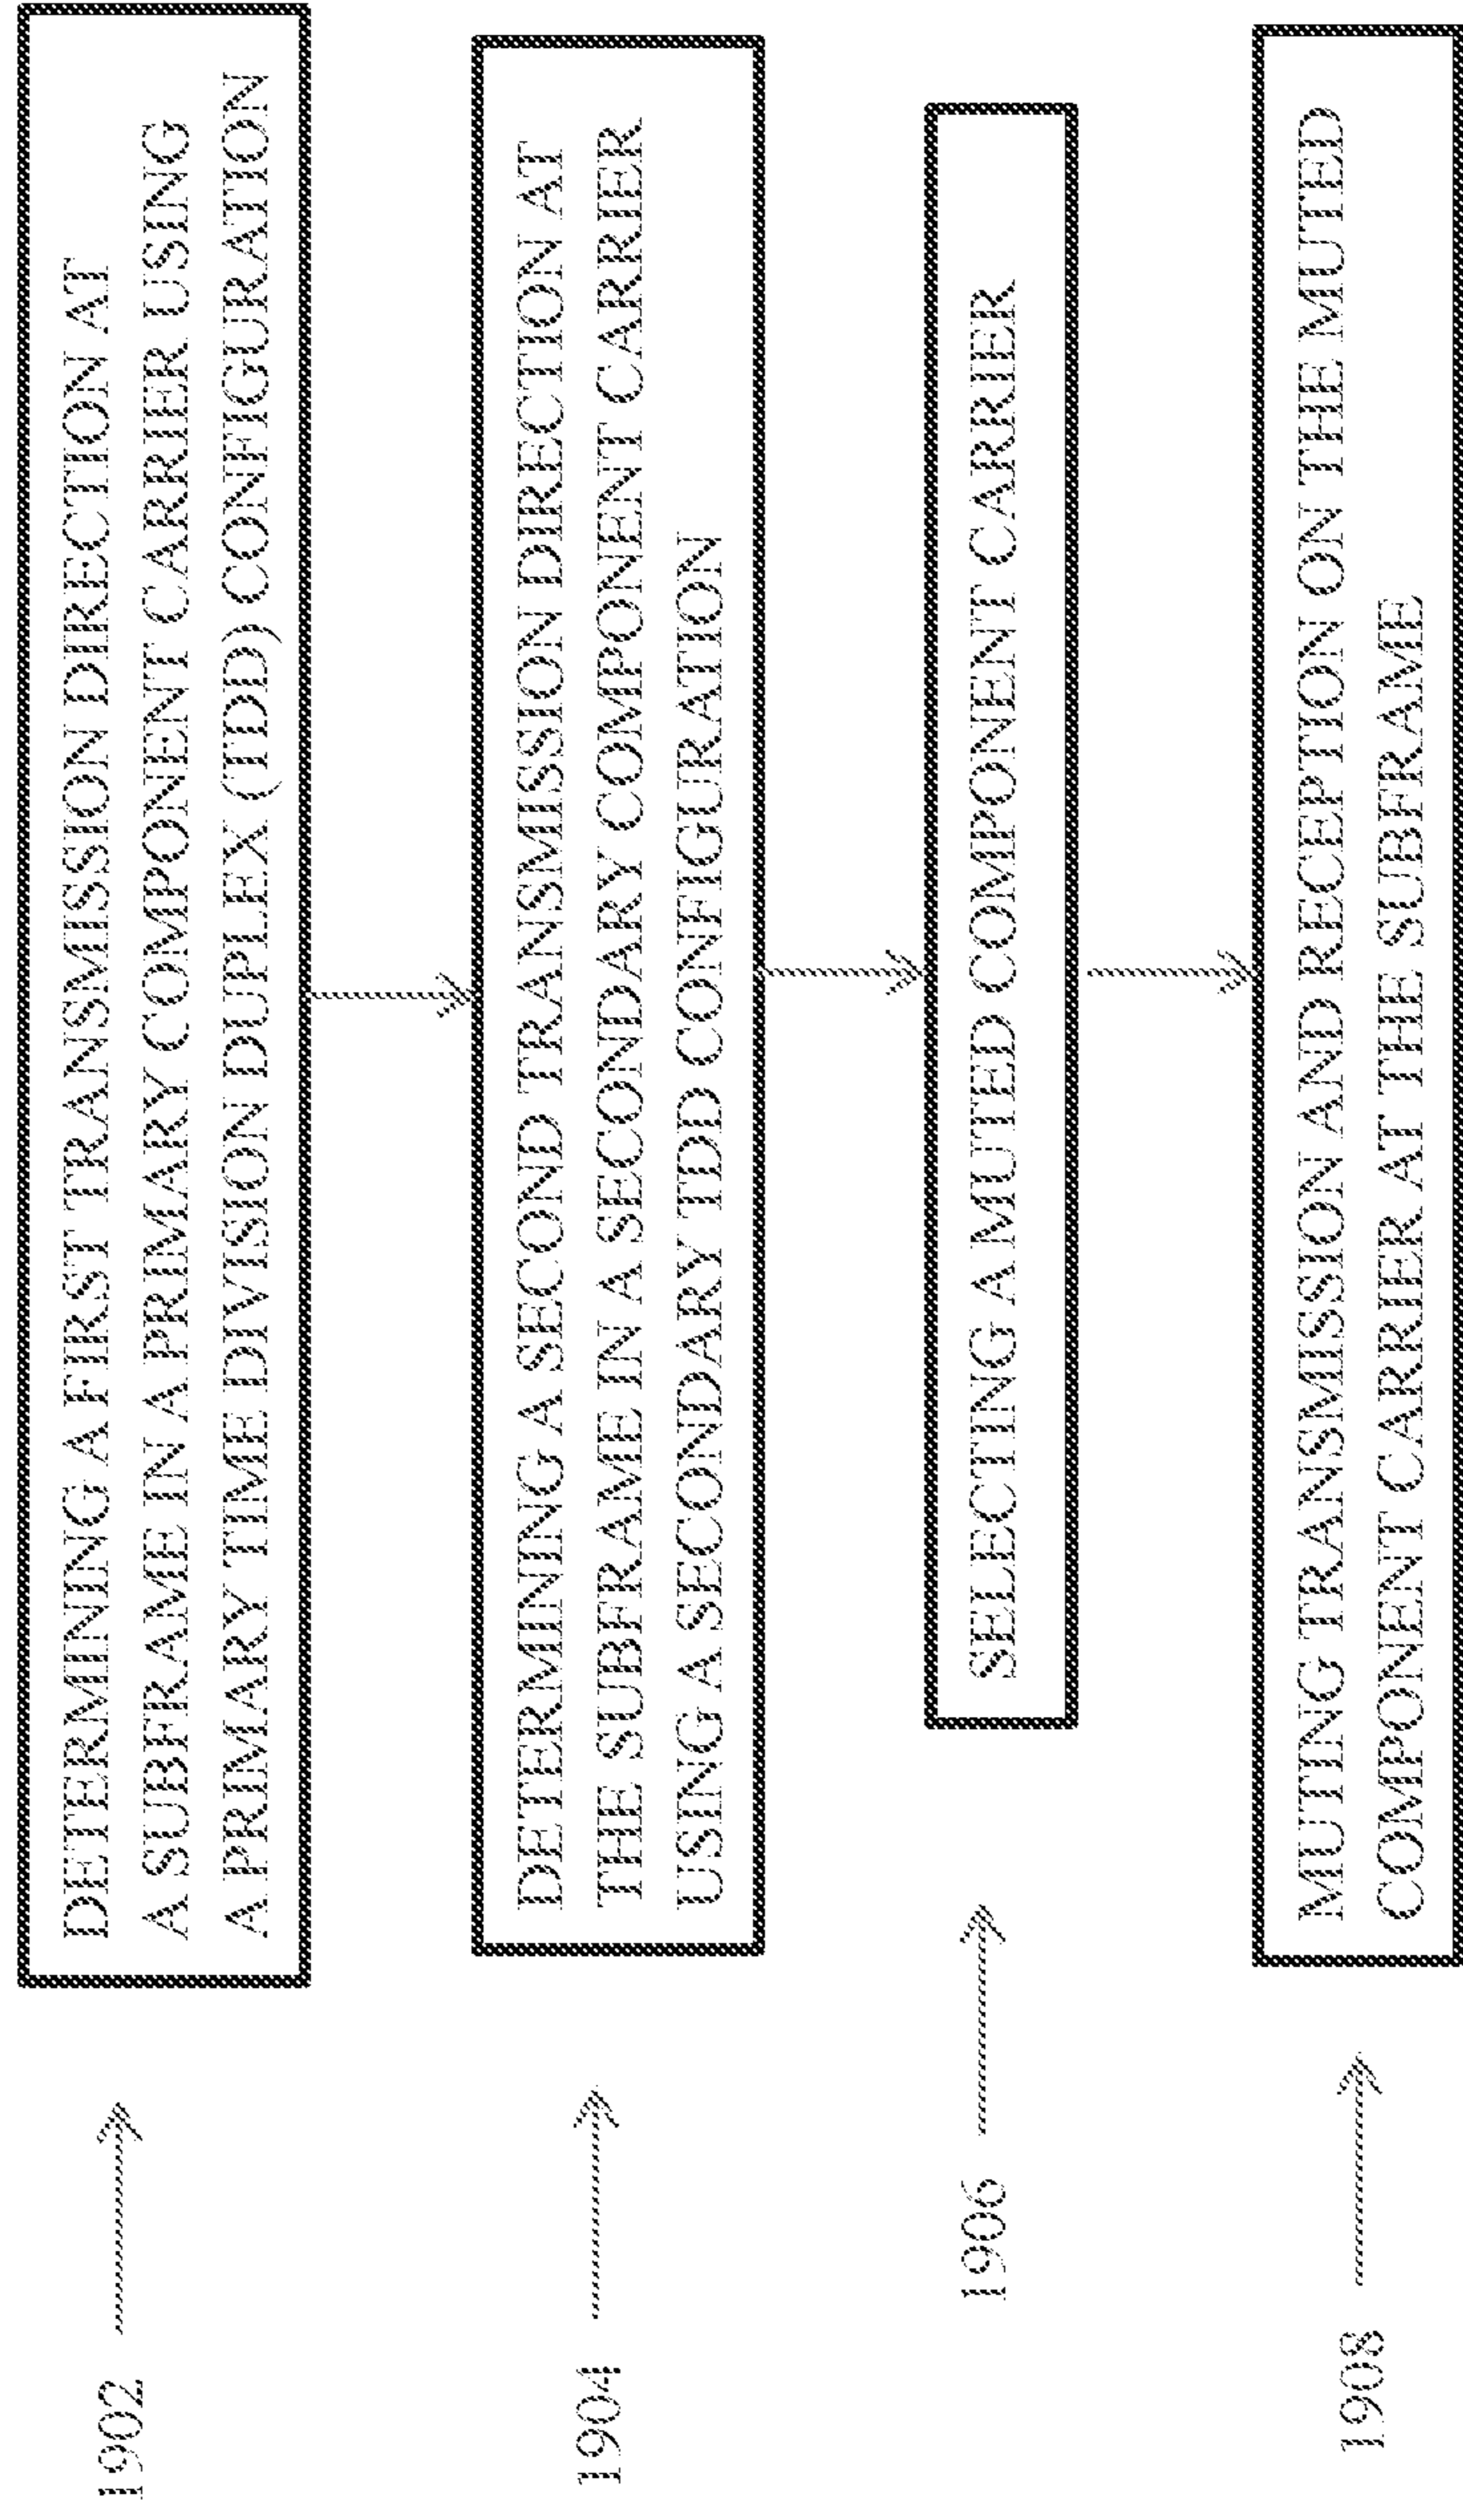 1902
DETERMINING A FIRST TRANSMISSION DIRECTION AT
A SUBFRAME IN A PRIMARY COMPONENT CARRIER USING
A PRIMARY TIME DIVISION DUPLEX (TDD) CONFIGURATION
1904
DETERMINING A SECOND TRANSMISSION DIRECTION AT
THE SUBFRAME IN A SECONDARY COMPONENT CARRIER
USING A SECONDARY TDD CONFIGURATION
1906
SELECTING A MUTED COMPONENT CARRIER
1908
MUTING TRANSMISSION AND RECEPTION ON THE MUTED
COMPONENT CARRIER AT THE SUBFRAME